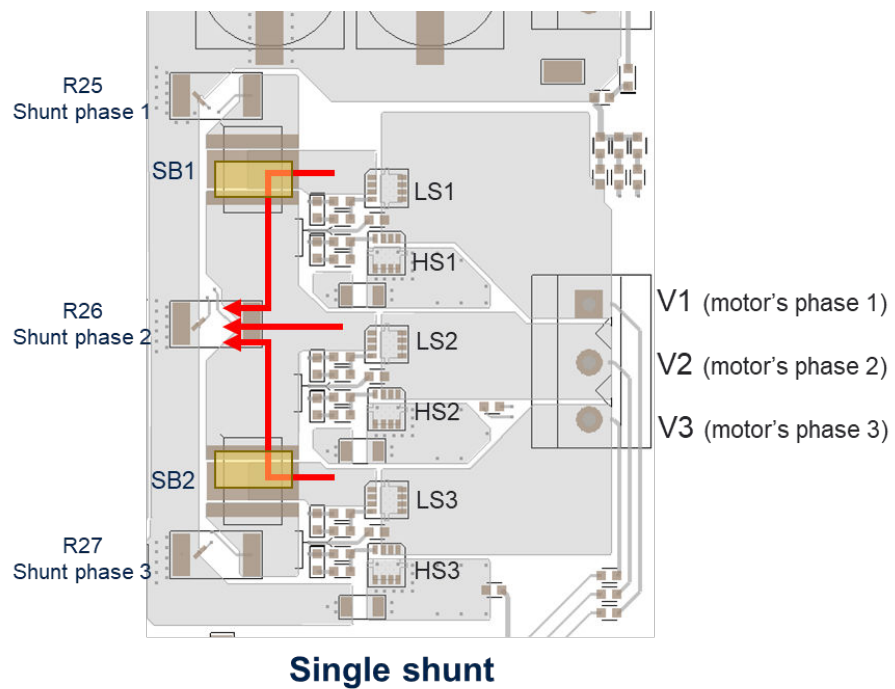 R25
Shunt phase 1
SB1
LS1
HS1
R26
Shunt phase 2
LS2
HS2
V1 (motor's phase 1)
V2 (motor's phase 2)
V3 (motor's phase 3)
SB2
LS3
R27
Shunt phase 3
HS3
Single shunt